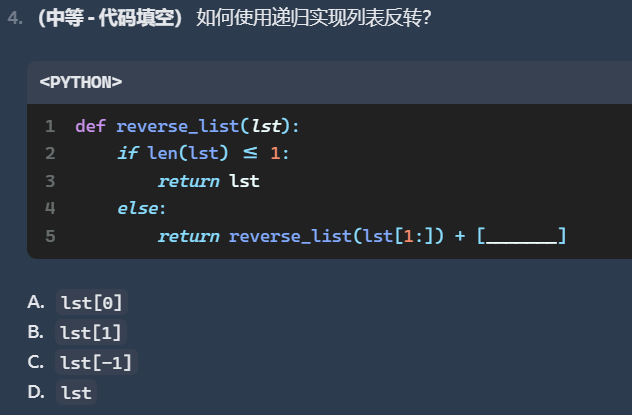 4. (中等 - 代码填空) 如何使用递归实现列表反转?
<PYTHON>
1 def reverse_list(lst):
2     if len(lst) ≤ 1:
3         return lst
4     else:
5         return reverse_list(lst[1:]) + [_______]
A. lst[0]
B. lst[1]
C. lst[-1]
D. lst